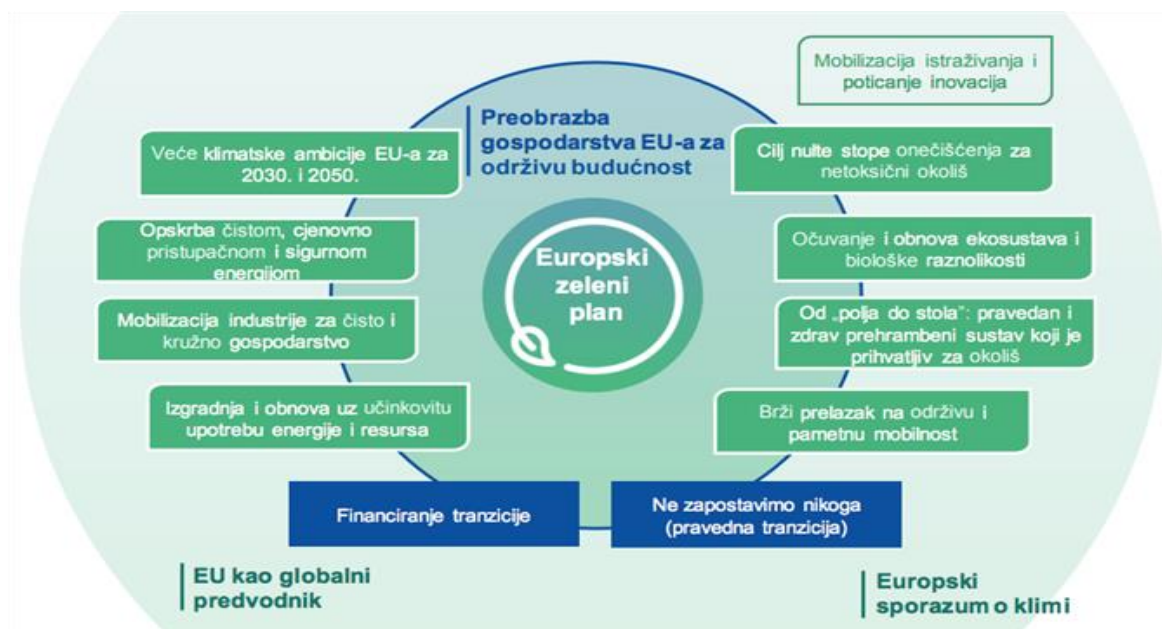 Mobilizacija istraživanja i
poticanje inovacija
Preobrazba
gospodarstva EU-a za
održivu budućnost
Veće klimatske ambicije EU-a za
2030. i 2050.
Cilj nulte stope onečišćenja za
netoksični okoliš
Opskrba čistom, cjenovno
pristupačnom i sigurnom
energijom
Očuvanje i obnova ekosustava i
biološke raznolikosti
Europski
zeleni
plan
Mobilizacija industrije za čisto i
kružno gospodarstvo
Od „polja do stola”: pravedan i
zdrav prehrambeni sustav koji je
prihvatljiv za okoliš
Izgradnja i obnova uz učinkovitu
upotrebu energije i resursa
Brži prelazak na održivu i
pametnu mobilnost
Financiranje tranzicije
Ne zapostavimo nikoga
(pravedna tranzicija)
EU kao globalni
predvodnik
Europski
sporazum o klimi